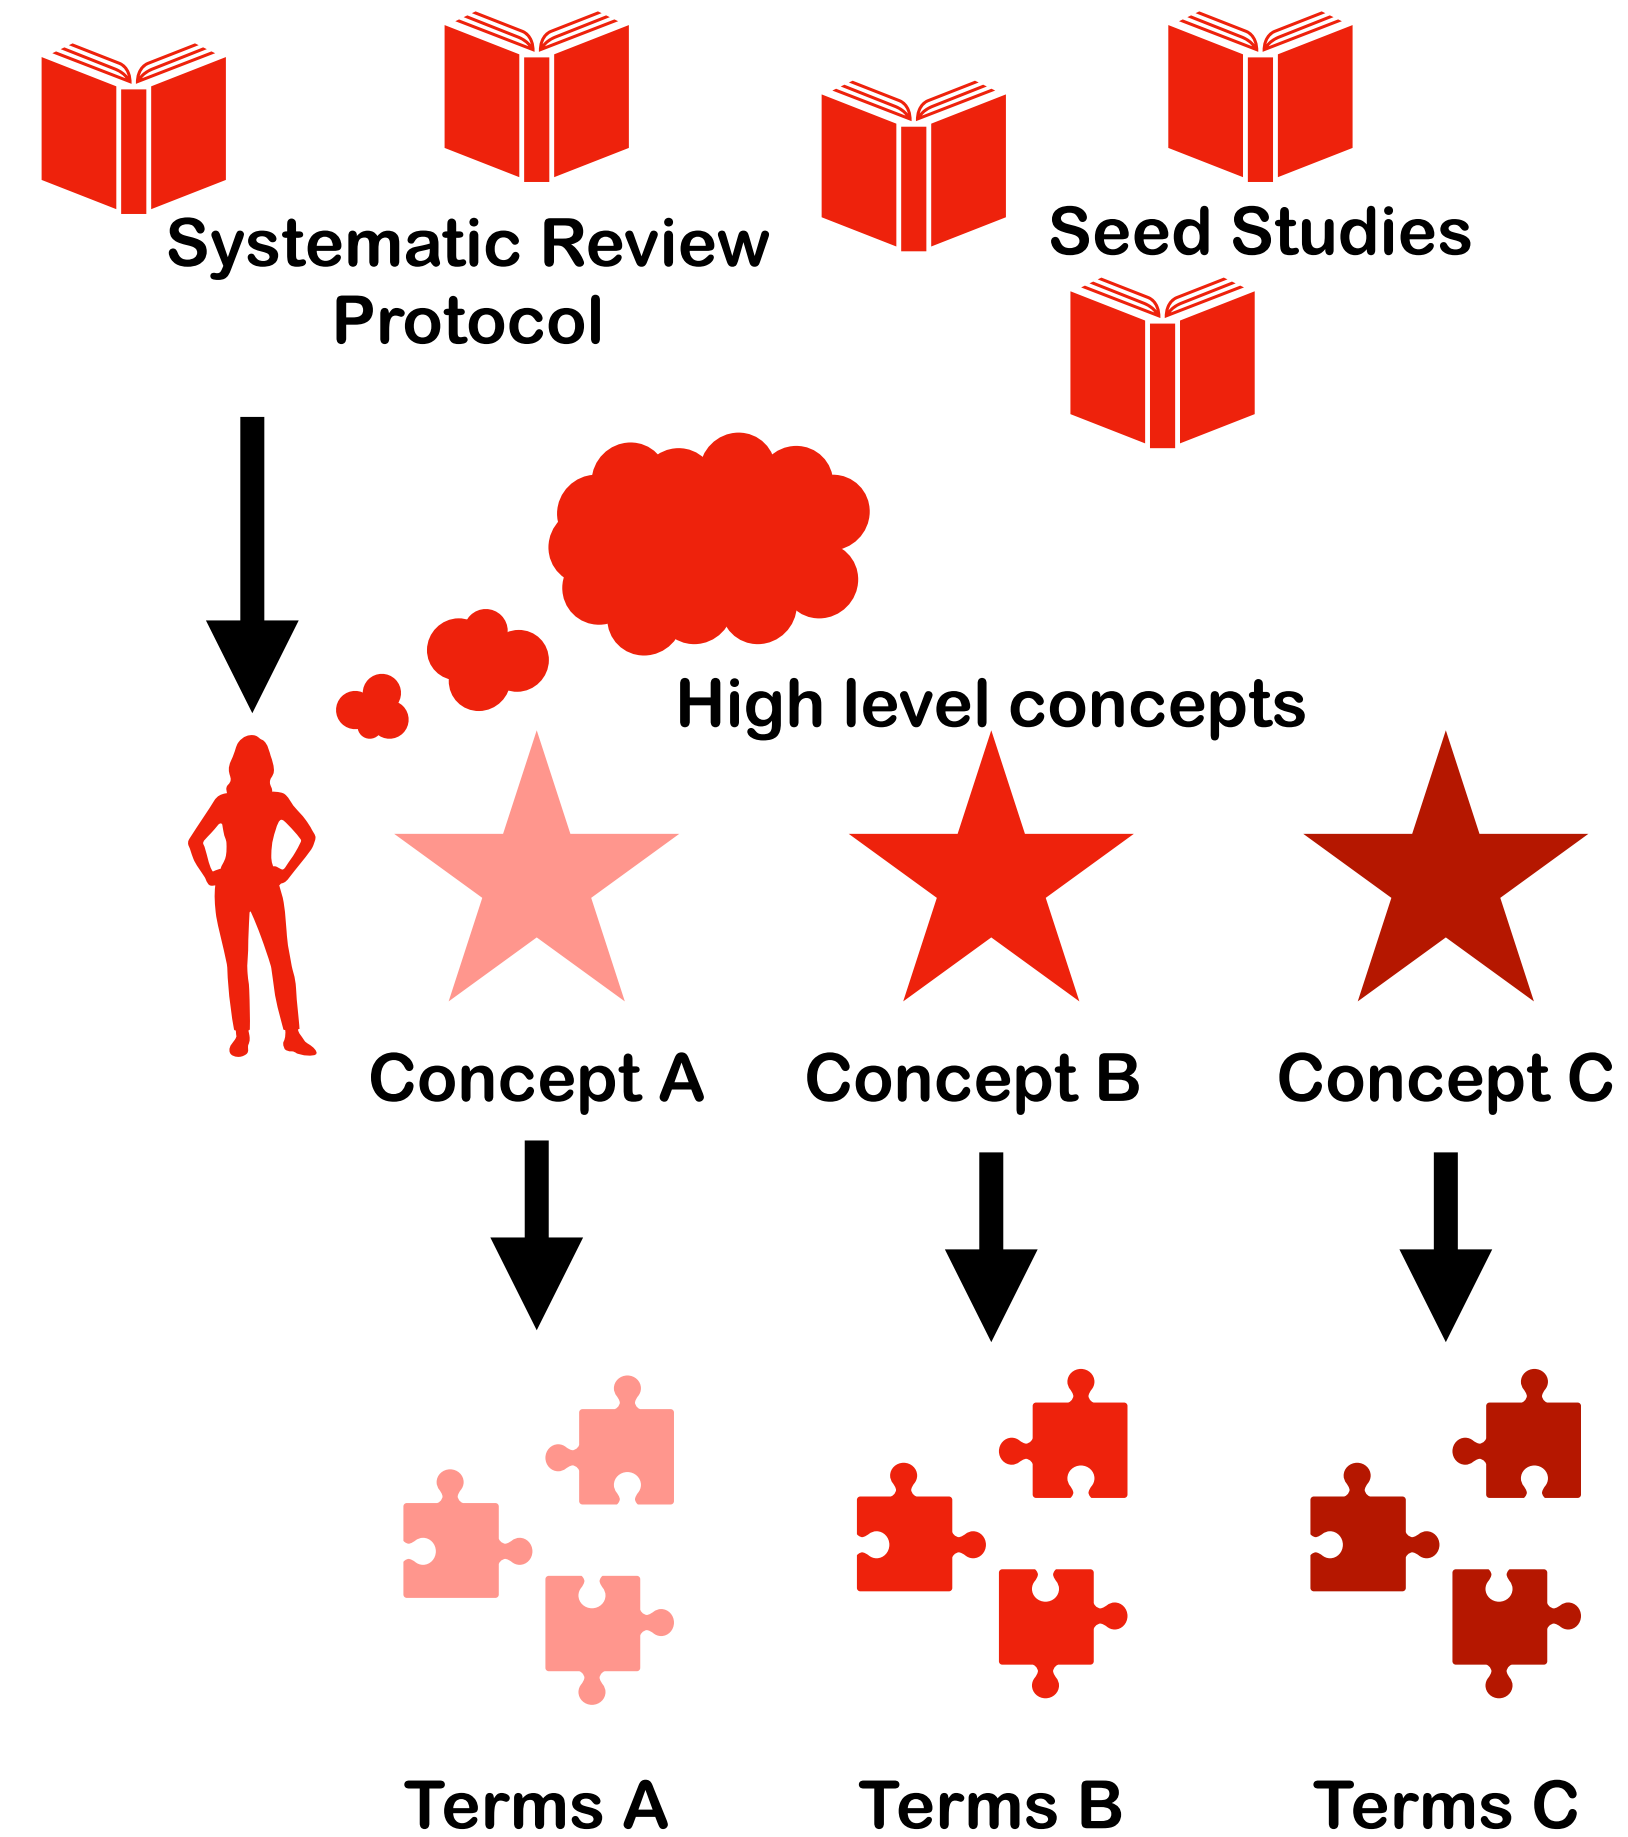 Systematic Review
Protocol
Seed Studies
High level concepts
Concept A
Concept B
Concept C
Terms A
Terms B
Terms C